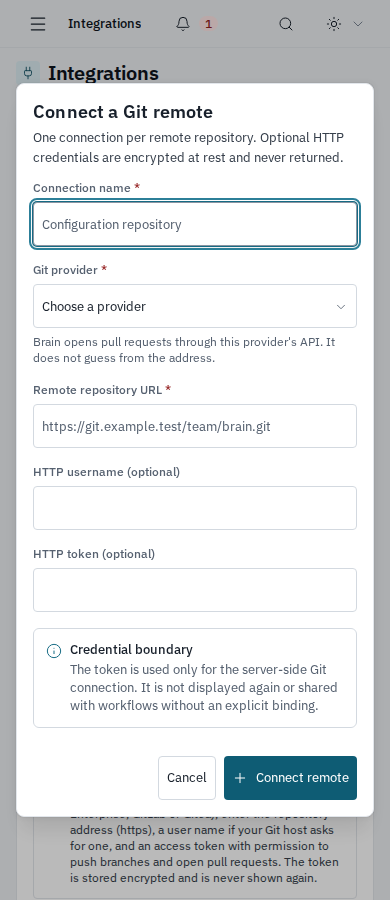 Integrations
1
Integrations
Connect a Git remote
One connection per remote repository. Optional HTTP
credentials are encrypted at rest and never returned.
Connection name *
Configuration repository
Git provider *
Choose a provider
Brain opens pull requests through this provider's API. It
does not guess from the address.
Remote repository URL *
https://git.example.test/team/brain.git
HTTP username (optional)
HTTP token (optional)
Credential boundary
The token is used only for the server-side Git
connection. It is not displayed again or shared
with workflows without an explicit binding.
Cancel
Connect remote
address (https), a user name if your Git host asks
for one, and an access token with permission to
push branches and open pull requests. The token
is stored encrypted and is never shown again.